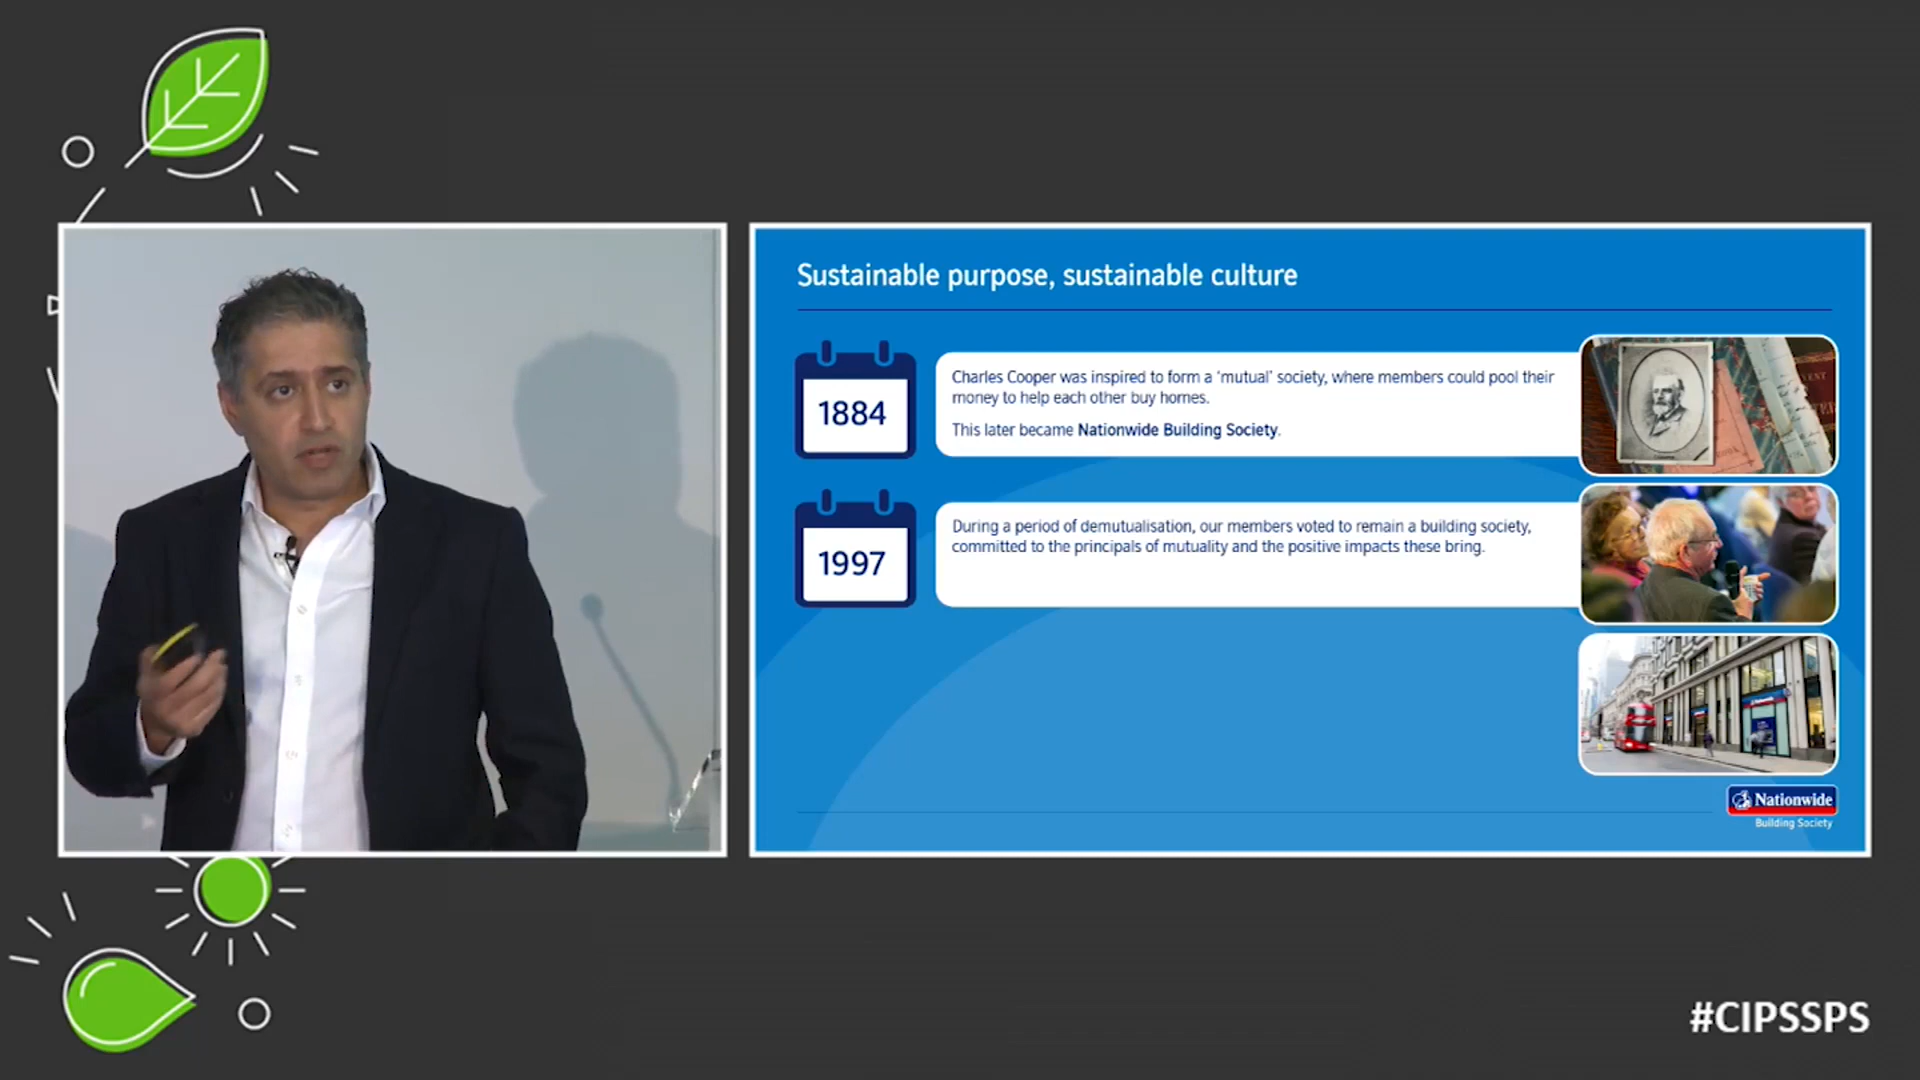 Sustainable purpose, sustainable culture
1884
Charles Cooper was inspired to form a ‘mutual’ society, where members could pool their
money to help each other buy homes.
This later became Nationwide Building Society.
1997
During a period of demutualisation, our members voted to remain a building society,
committed to the principals of mutuality and the positive impacts these bring.
Nationwide
Building Society
#CIPSSPS